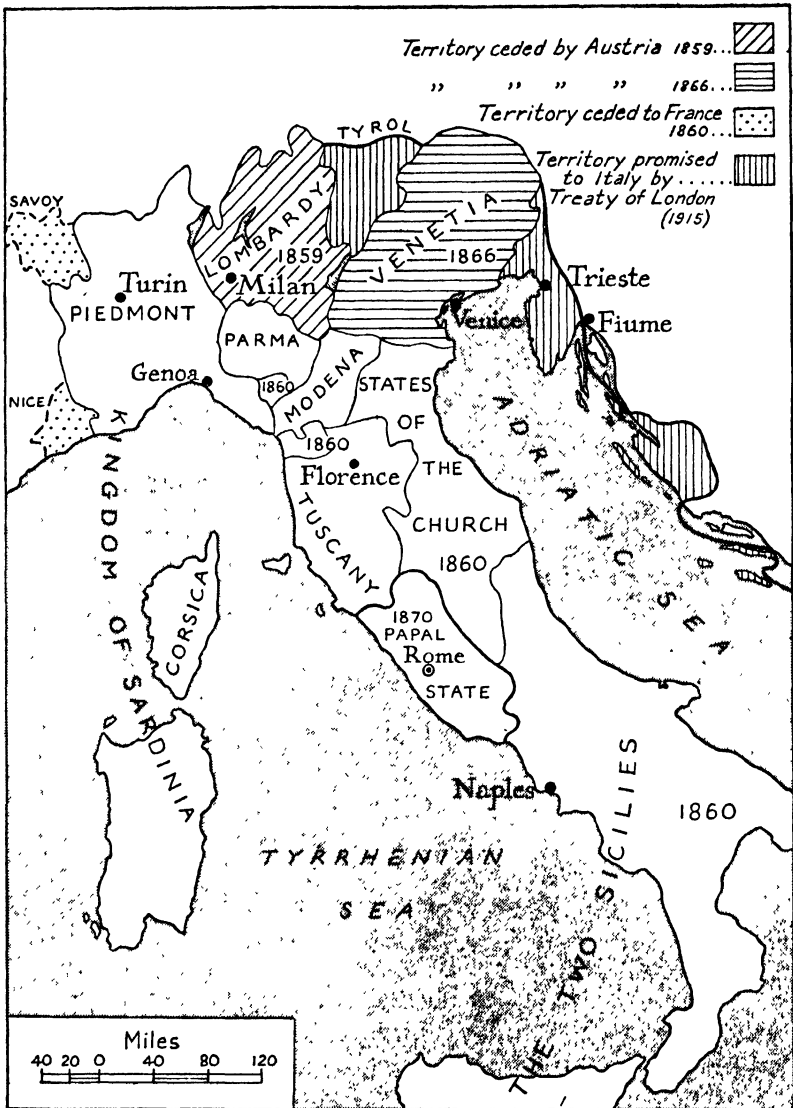 Territory ceded by Austria 1859...
„ „ „ „ 1866...
Territory ceded to France
1860...
Territory promised
to Italy by ......
Treaty of London
(1915)
TYROL
SAVOY
LOMBARDY
1859
VENETIA
1866
Turin
Milan
Trieste
PIEDMONT
Venice
Fiume
PARMA
Genoa
1860
MODENA
STATES
OF
THE
CHURCH
1860
NICE
1860
Florence
TUSCANY
ADRIATIC SEA
KINGDOM OF SARDINIA
CORSICA
1870
PAPAL
Rome
STATE
Naples
1860
TYRRHENIAN
SEA
THE TWO SICILIES
Miles
40 20 0 40 80 120